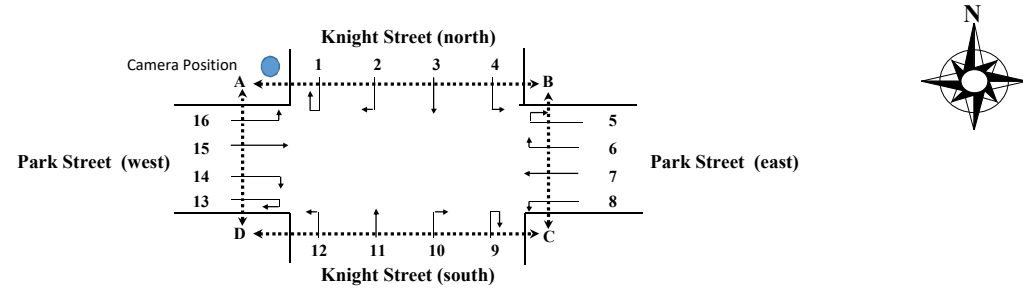 N
Knight Street (north)
Camera Position
1 2 3 4
A B
16 5
15 6
Park Street (west) Park Street (east)
14 7
13 8
D C
12 11 10 9
Knight Street (south)